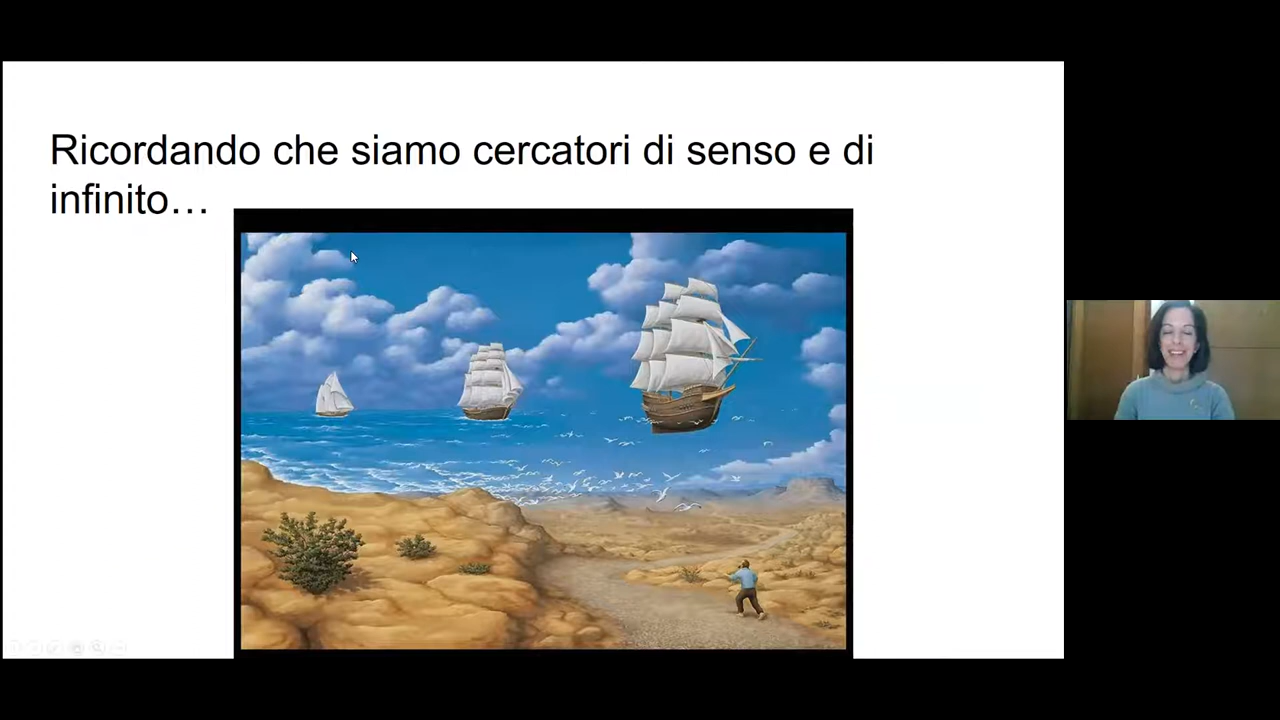 Ricordando che siamo cercatori di senso e di
infinito…